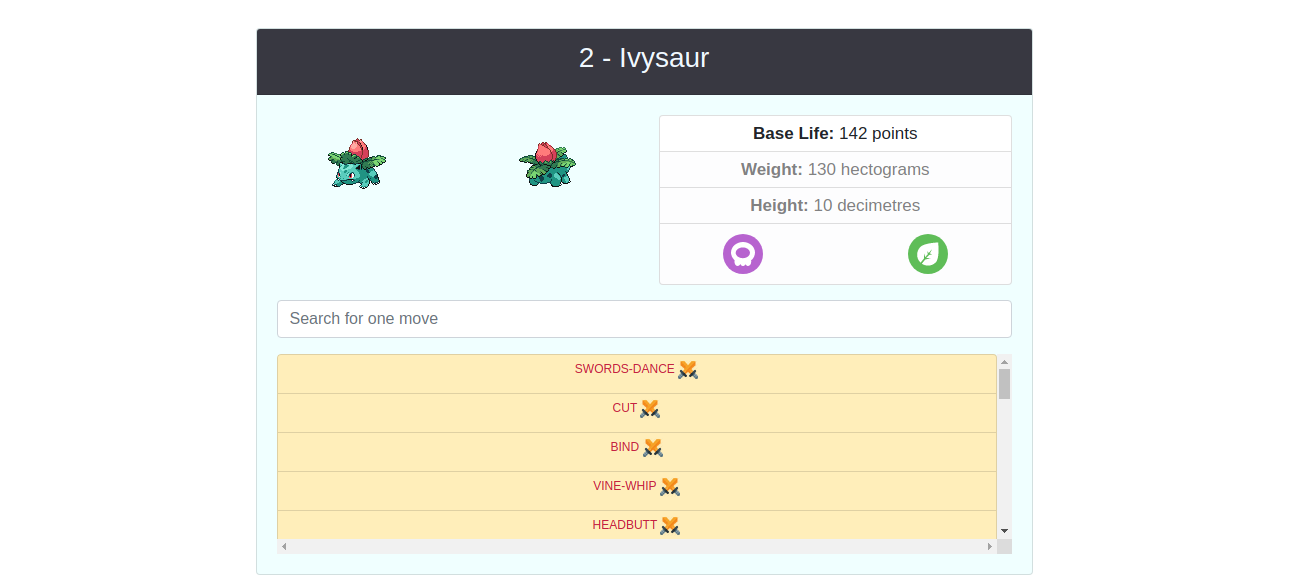 2 - Ivysaur
Base Life: 142 points
Weight: 130 hectograms
Height: 10 decimetres
Search for one move
SWORDS-DANCE
CUT
BIND
VINE-WHIP
HEADBUTT